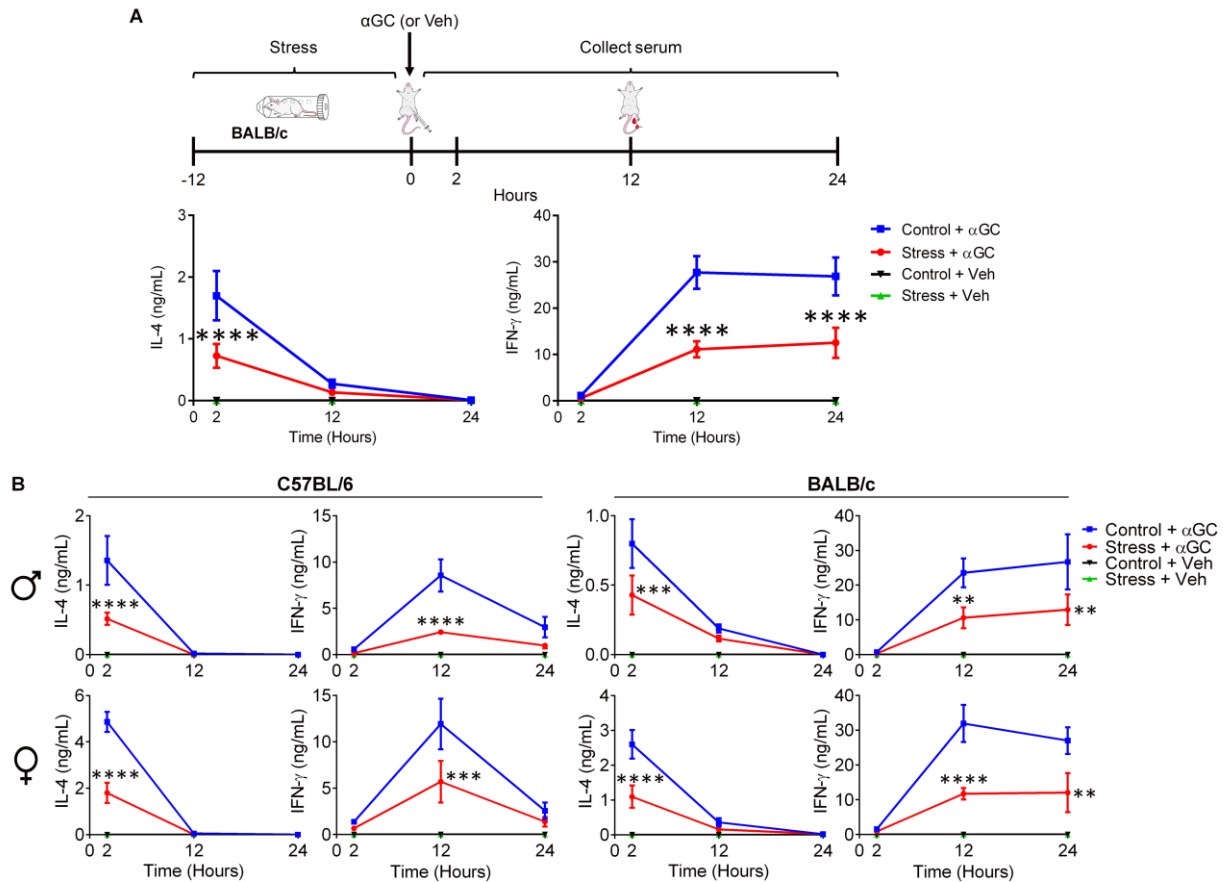 A
αGC (or Veh)
Stress
Collect serum
BALB/c
-12
0
2
12
24
Hours
IL-4 (ng/mL)
3
2
1
0
****
0 2 12 24
Time (Hours)
IFN-γ (ng/mL)
40
30
20
10
0
****
****
0 2 12 24
Time (Hours)
Control + αGC
Stress + αGC
Control + Veh
Stress + Veh
B
C57BL/6
BALB/c
♂
IL-4 (ng/mL)
2
1
0
****
0 2 12 24
IFN-γ (ng/mL)
15
10
5
0
****
0 2 12 24
IL-4 (ng/mL)
1.0
0.5
0.0
***
0 2 12 24
IFN-γ (ng/mL)
40
30
20
10
0
**
**
0 2 12 24
Control + αGC
Stress + αGC
Control + Veh
Stress + Veh
♀
IL-4 (ng/mL)
6
5
4
3
2
1
0
****
0 2 12 24
Time (Hours)
IFN-γ (ng/mL)
15
10
5
0
***
0 2 12 24
Time (Hours)
IL-4 (ng/mL)
4
3
2
1
0
****
0 2 12 24
Time (Hours)
IFN-γ (ng/mL)
40
30
20
10
0
****
**
0 2 12 24
Time (Hours)